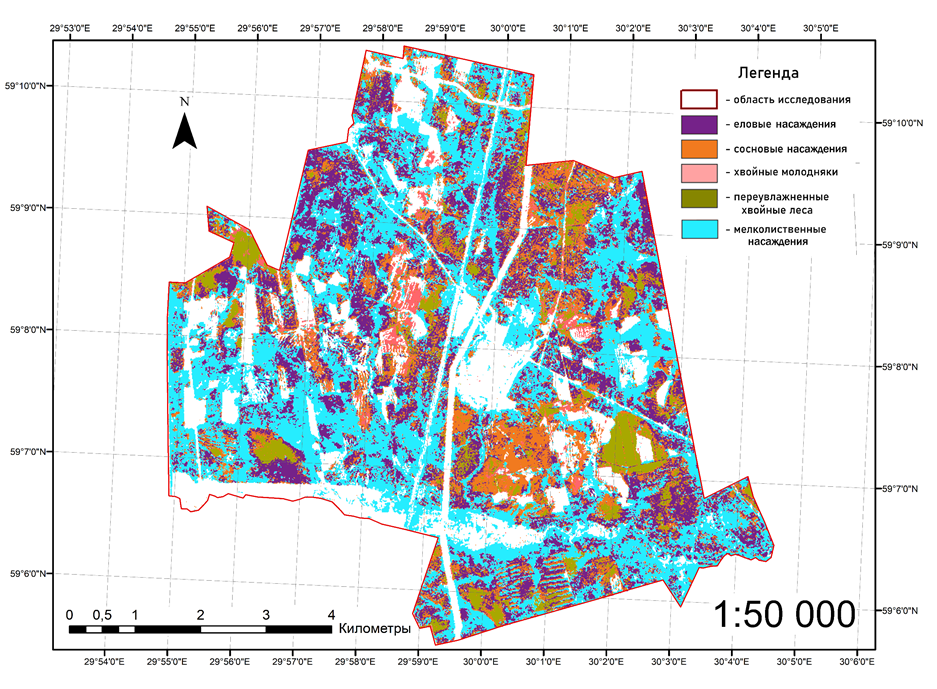 29°53'0"E 29°54'0"E 29°55'0"E 29°56'0"E 29°57'0"E 29°58'0"E 29°59'0"E 30°0'0"E 30°1'0"E 30°2'0"E 30°3'0"E 30°4'0"E 30°5'0"E
Легенда
59°10'0"N
- область исследования
N
- еловые насаждения
59°10'0"N
- сосновые насаждения
- хвойные молодняки
- переувлажненные
хвойные леса
59°9'0"N
- мелколиственные
насаждения
59°9'0"N
59°8'0"N
59°8'0"N
59°7'0"N
59°7'0"N
59°6'0"N
59°6'0"N
1:50 000
0 0,5 1 2 3 4
Километры
29°54'0"E 29°55'0"E 29°56'0"E 29°57'0"E 29°58'0"E 29°59'0"E 30°0'0"E 30°1'0"E 30°2'0"E 30°3'0"E 30°4'0"E 30°5'0"E 30°6'0"E